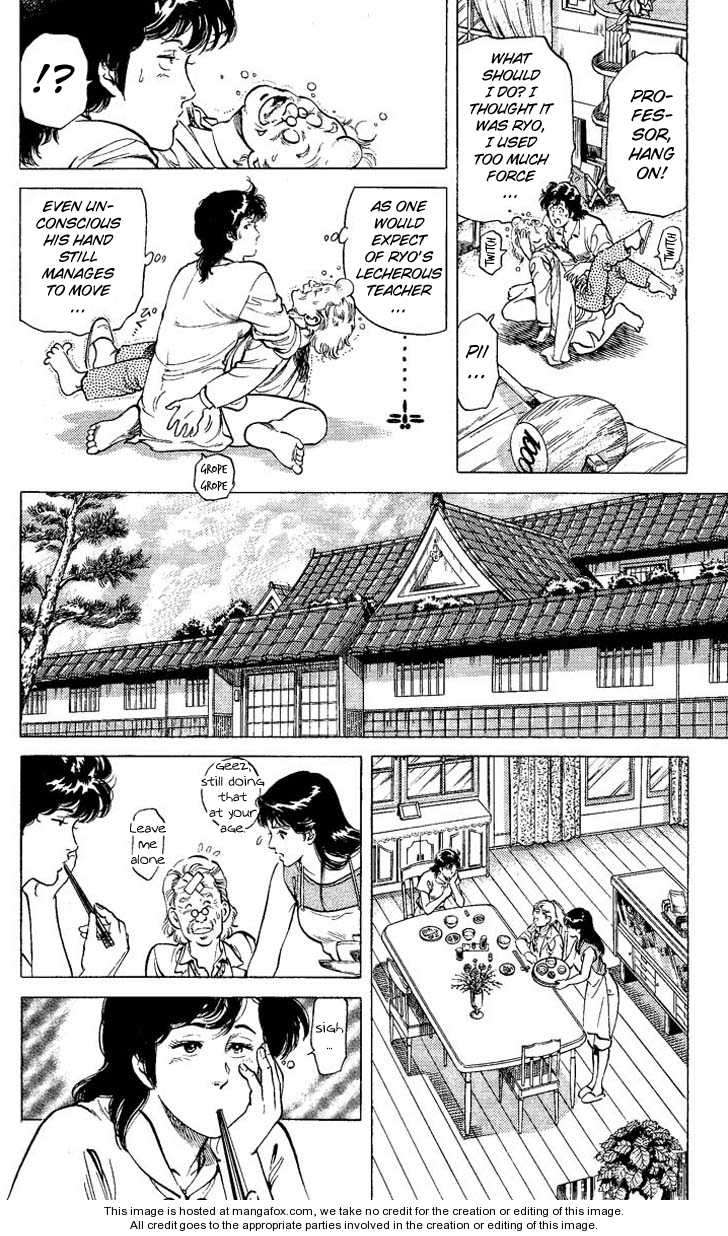 PRO-
FES-
SOR,
HANG
ON!
WHAT
SHOULD
I DO? I
THOUGHT IT
WAS RYO,
I USED
TOO MUCH
FORCE
...
TWITCH
TWITCH
PII
...
1000
!?
AS ONE
WOULD
EXPECT
OF RYO'S
LECHEROUS
TEACHER
...
EVEN UN-
CONSCIOUS
HIS HAND
STILL
MANAGES
TO MOVE
...
GROPE
GROPE
Geez,
still doing
that
at your
age.
Leave
me
alone
sigh
...
This image is hosted at mangafox.com, we take no credit for the creation or editing of this image.
All credit goes to the appropriate parties involved in the creation or editing of this image.